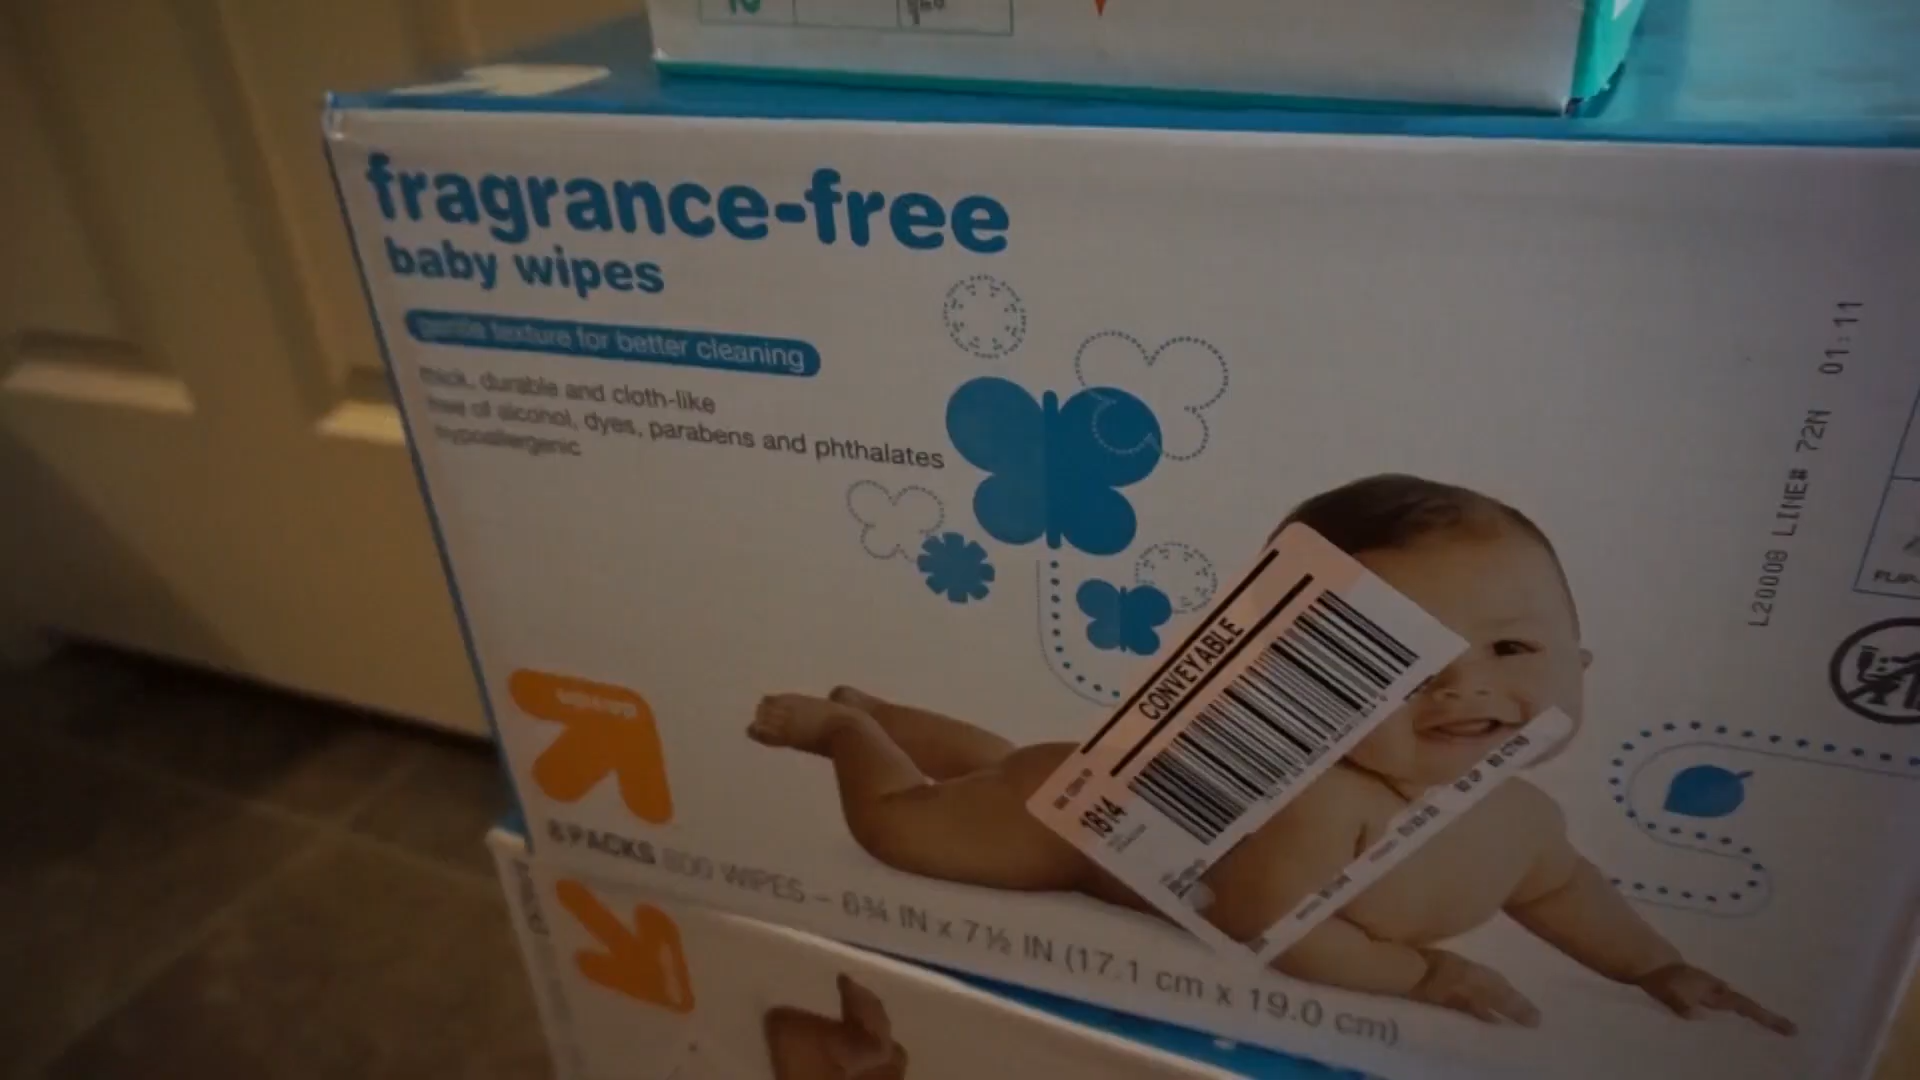 fragrance-free
baby wipes
gentle texture for better cleaning
thick, durable and cloth-like
free of alcohol, dyes, parabens and phthalates
hypoallergenic
L2000B LINE# 72N 01:11
CONVEYABLE
1814
8 PACKS 800 WIPES – 6¾ IN x 7½ IN (17.1 cm x 19.0 cm)